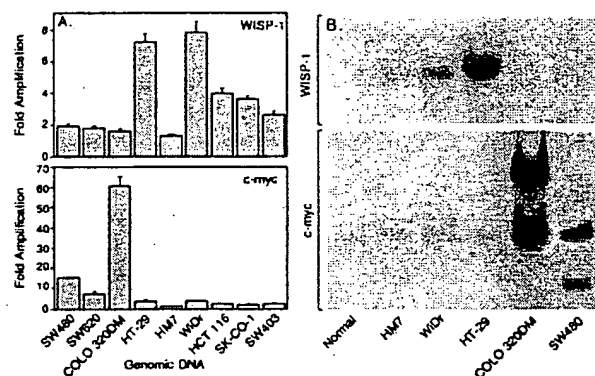 A.
WISP-1
Fold Amplification
8
6
4
2
0
c-myc
Fold Amplification
75
60
50
40
30
20
10
0
SW480
SW620
COLO 320DM
HT-29
HM7
WiDr
HCT 116
SK-CO-1
SW403
Genomic DNA
B.
WISP-1
c-myc
Normal
HM7
WiDr
HT-29
COLO 320DM
SW480